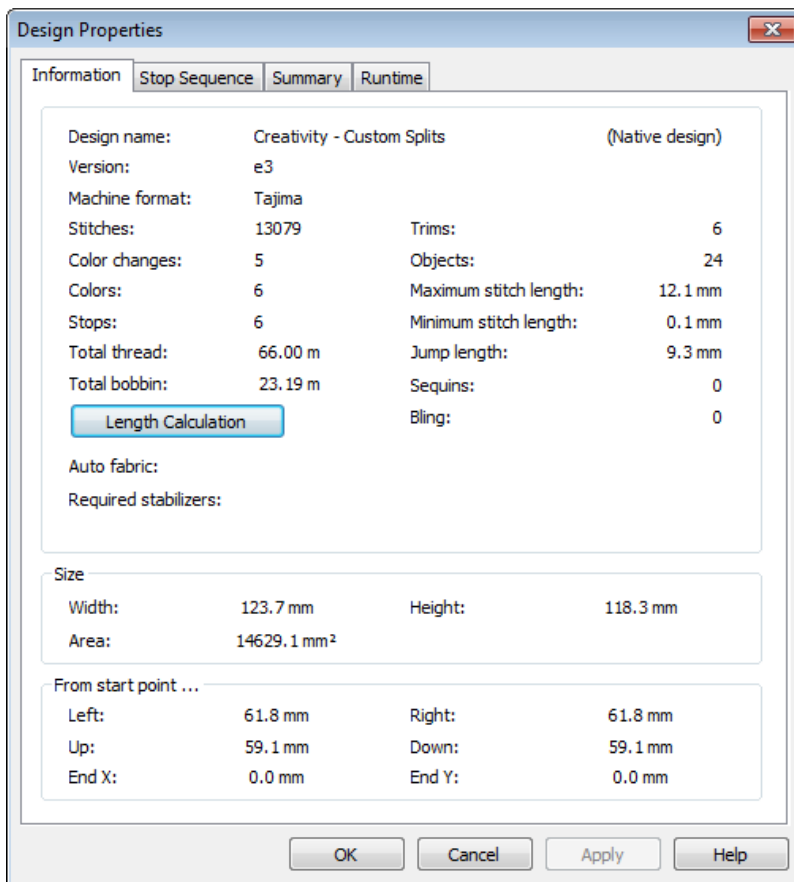 Design Properties
Information Stop Sequence Summary Runtime
Design name: Creativity - Custom Splits (Native design)
Version: e3
Machine format: Tajima
Stitches: 13079 Trims: 6
Color changes: 5 Objects: 24
Colors: 6 Maximum stitch length: 12.1 mm
Stops: 6 Minimum stitch length: 0.1 mm
Total thread: 66.00 m Jump length: 9.3 mm
Total bobbin: 23.19 m Sequins: 0
Length Calculation Bling: 0
Auto fabric:
Required stabilizers:
Size
Width: 123.7 mm Height: 118.3 mm
Area: 14629.1 mm²
From start point ...
Left: 61.8 mm Right: 61.8 mm
Up: 59.1 mm Down: 59.1 mm
End X: 0.0 mm End Y: 0.0 mm
OK Cancel Apply Help